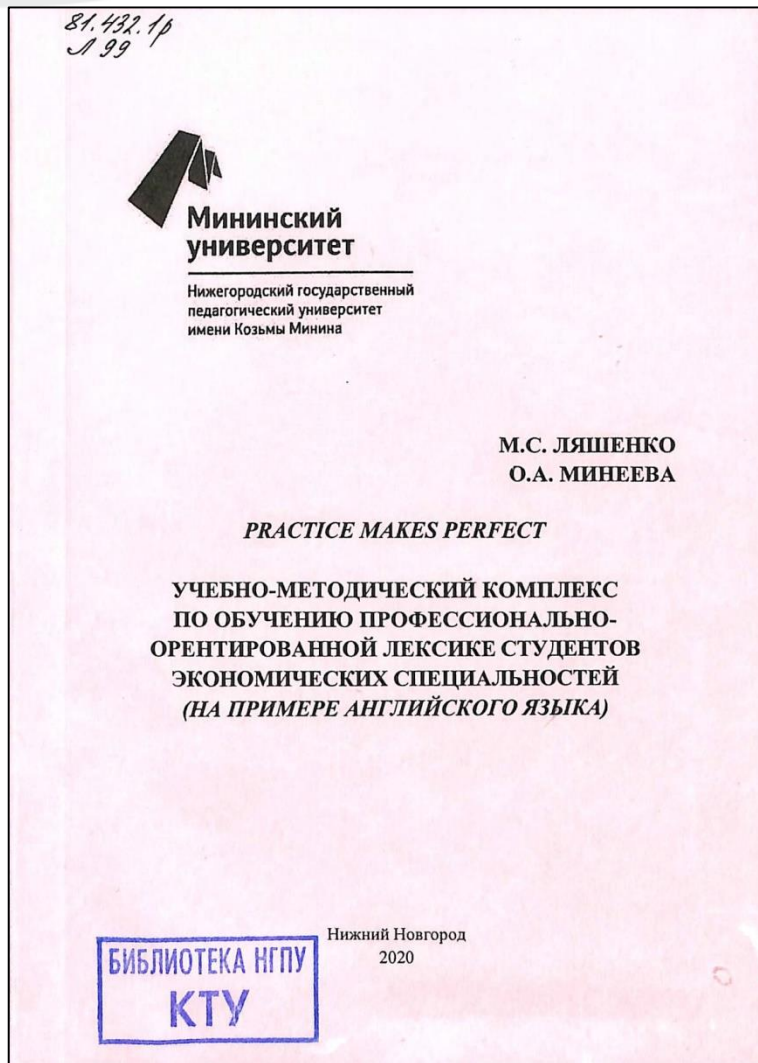 81.432.1р
Л 99
Мининский
университет
Нижегородский государственный
педагогический университет
имени Козьмы Минина
М.С. ЛЯШЕНКО
О.А. МИНЕЕВА
PRACTICE MAKES PERFECT
УЧЕБНО-МЕТОДИЧЕСКИЙ КОМПЛЕКС
ПО ОБУЧЕНИЮ ПРОФЕССИОНАЛЬНО-
ОРЕНТИРОВАННОЙ ЛЕКСИКЕ СТУДЕНТОВ
ЭКОНОМИЧЕСКИХ СПЕЦИАЛЬНОСТЕЙ
(НА ПРИМЕРЕ АНГЛИЙСКОГО ЯЗЫКА)
Нижний Новгород
2020
БИБЛИОТЕКА НГПУ
КТУ